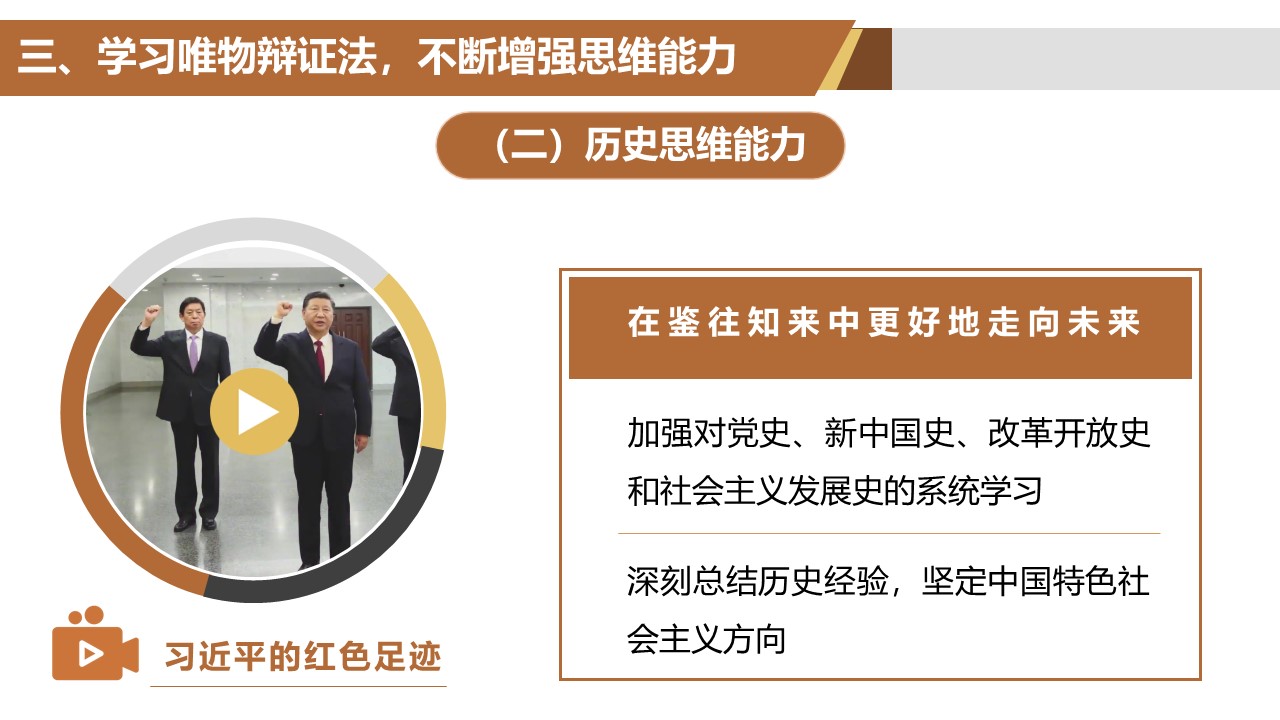 三、学习唯物辩证法，不断增强思维能力
（二）历史思维能力
在鉴往知来中更好地走向未来
加强对党史、新中国史、改革开放史
和社会主义发展史的系统学习
深刻总结历史经验，坚定中国特色社
会主义方向
习近平的红色足迹